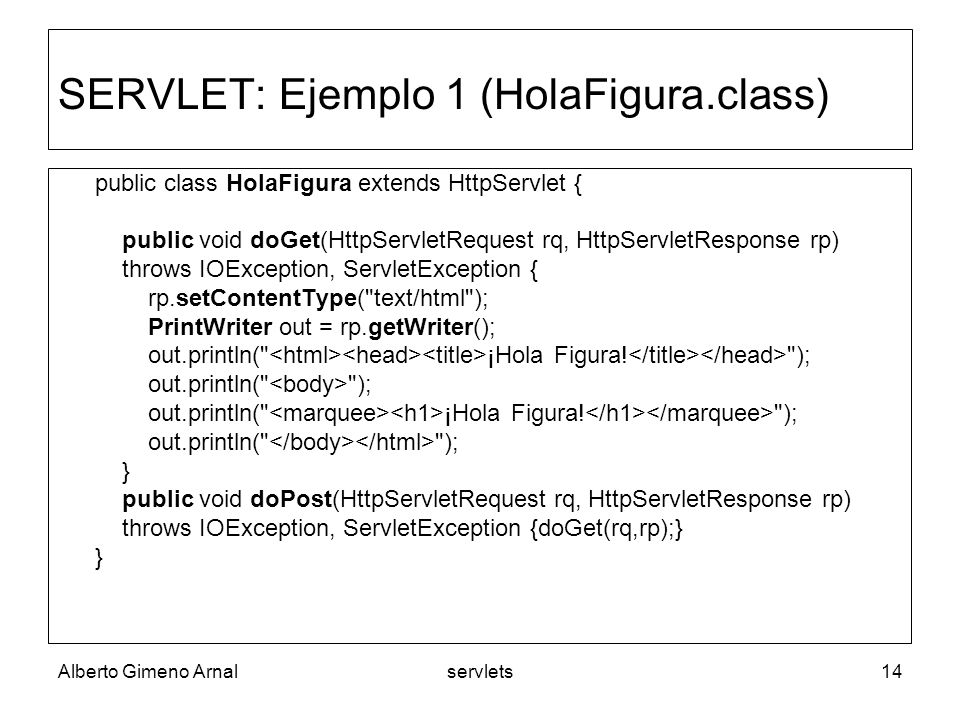 SERVLET: Ejemplo 1 (HolaFigura.class)
public class HolaFigura extends HttpServlet {
public void doGet(HttpServletRequest rq, HttpServletResponse rp)
throws IOException, ServletException {
rp.setContentType("text/html");
PrintWriter out = rp.getWriter();
out.println("<html><head><title>¡Hola Figura!</title></head>");
out.println("<body>");
out.println("<marquee><h1>¡Hola Figura!</h1></marquee>");
out.println("</body></html>");
}
public void doPost(HttpServletRequest rq, HttpServletResponse rp)
throws IOException, ServletException {doGet(rq,rp);}
}
Alberto Gimeno Arnal servlets 14